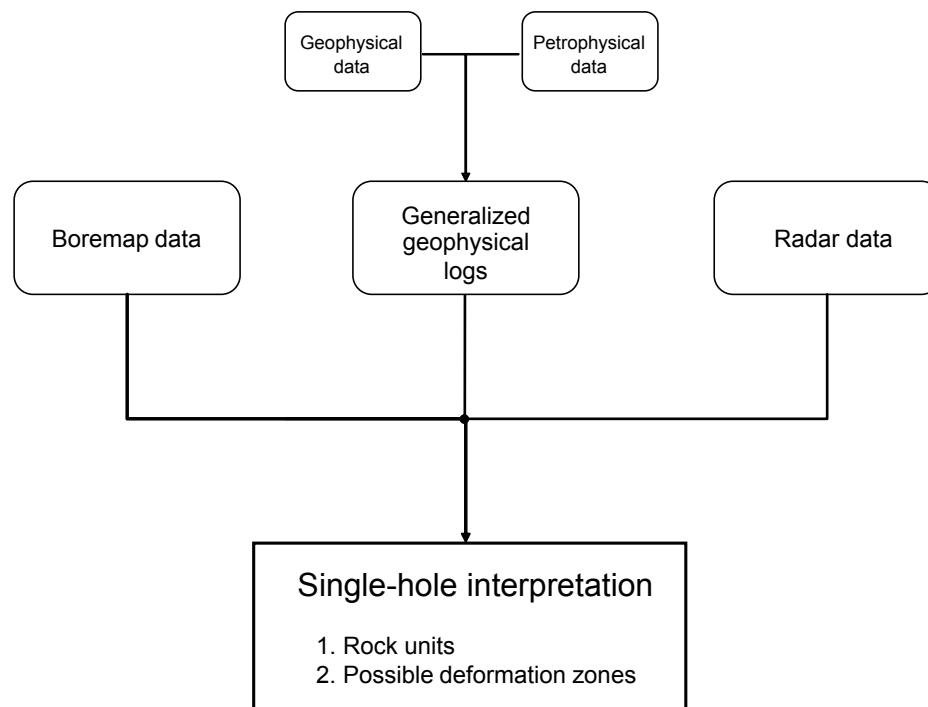 Geophysical
data
Petrophysical
data
Boremap data
Generalized
geophysical
logs
Radar data
Single-hole interpretation
1. Rock units
2. Possible deformation zones